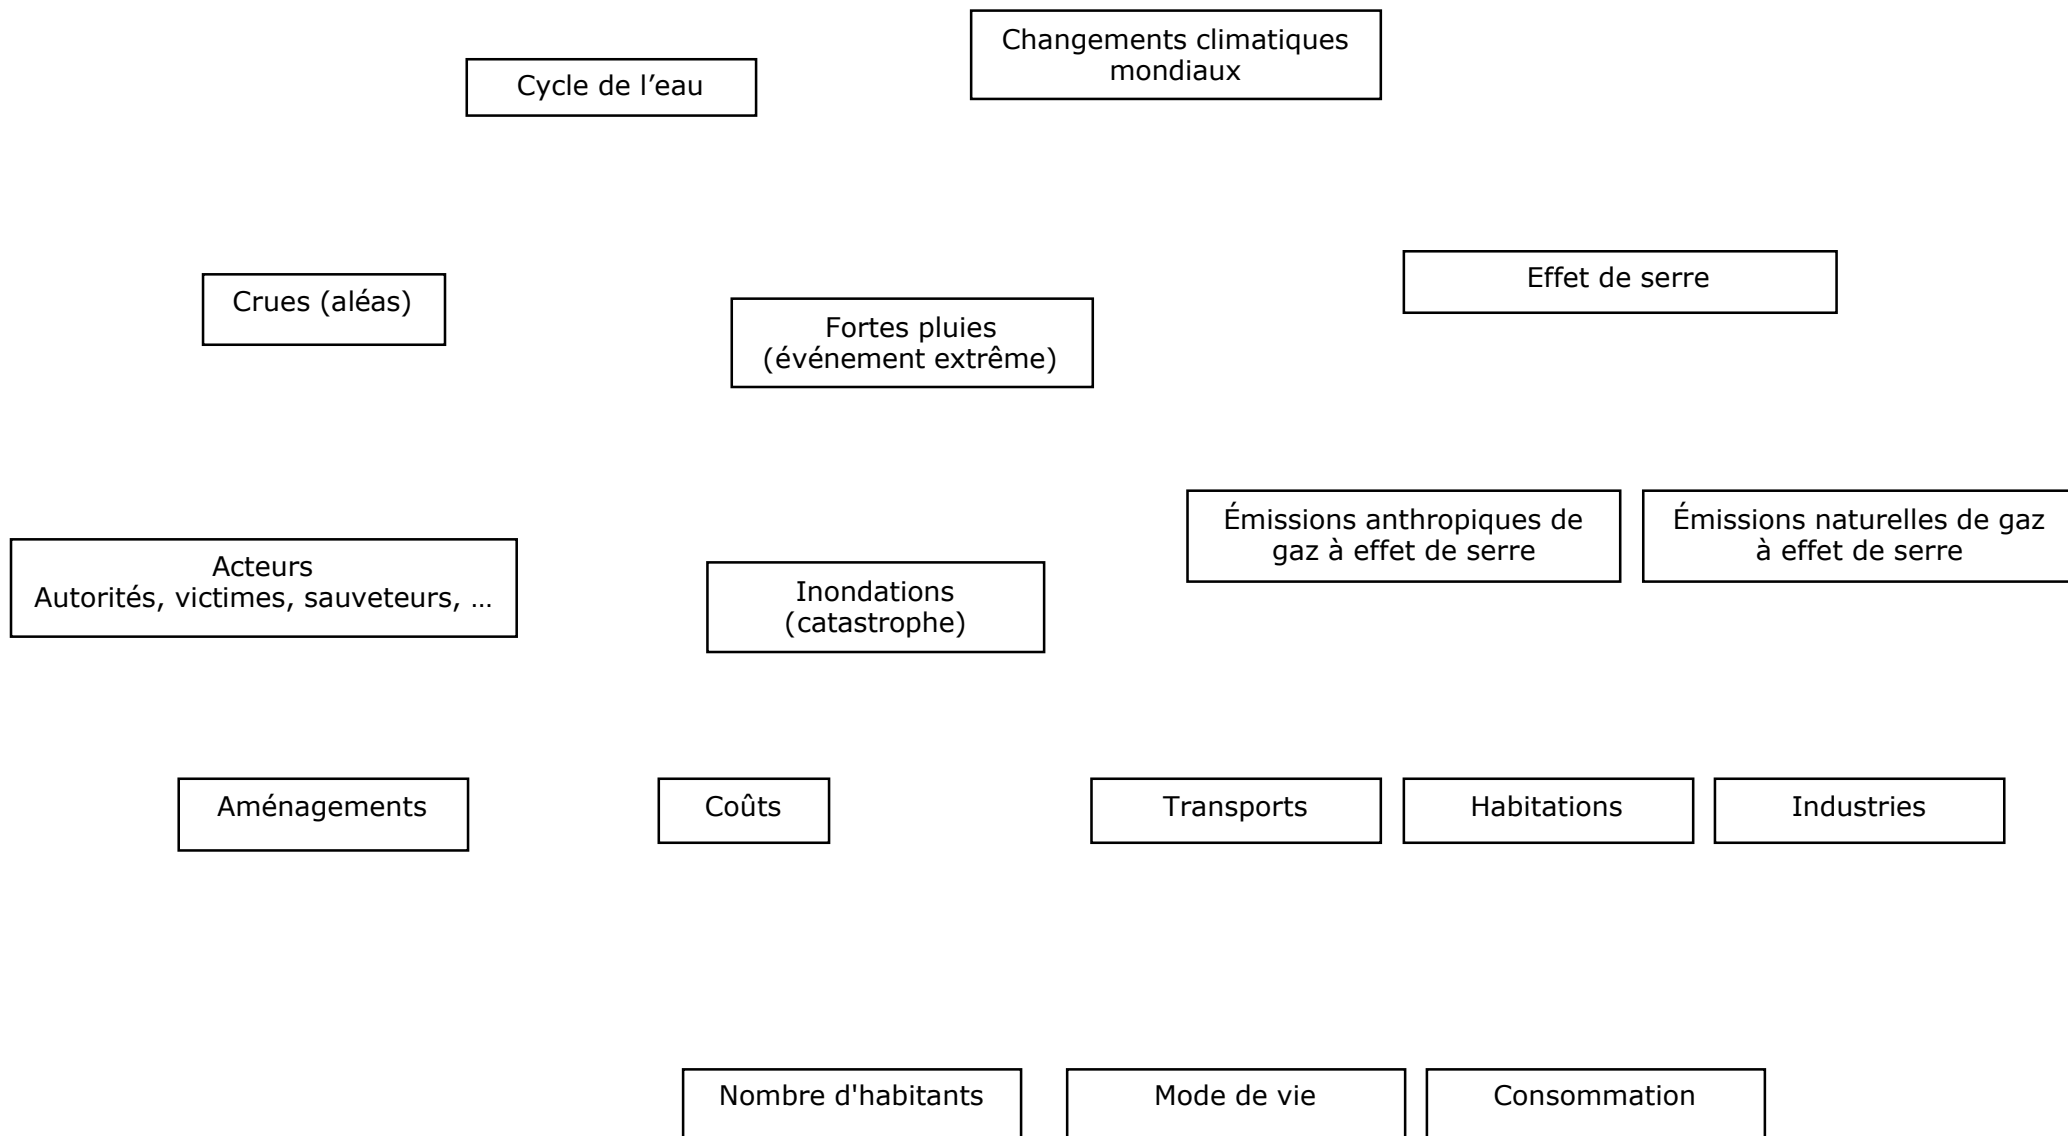 Changements climatiques
mondiaux
Cycle de l’eau
Effet de serre
Crues (aléas)
Fortes pluies
(événement extrême)
Émissions anthropiques de
gaz à effet de serre
Émissions naturelles de gaz
à effet de serre
Acteurs
Autorités, victimes, sauveteurs, …
Inondations
(catastrophe)
Aménagements
Coûts
Transports
Habitations
Industries
Nombre d'habitants
Mode de vie
Consommation